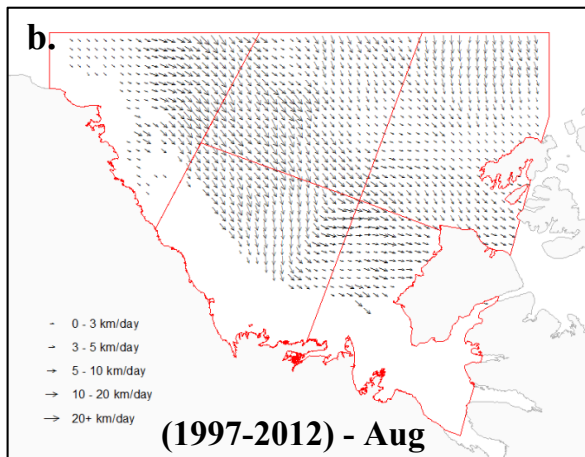 b.
0 - 3 km/day
3 - 5 km/day
5 - 10 km/day
10 - 20 km/day
20+ km/day
(1997-2012) - Aug